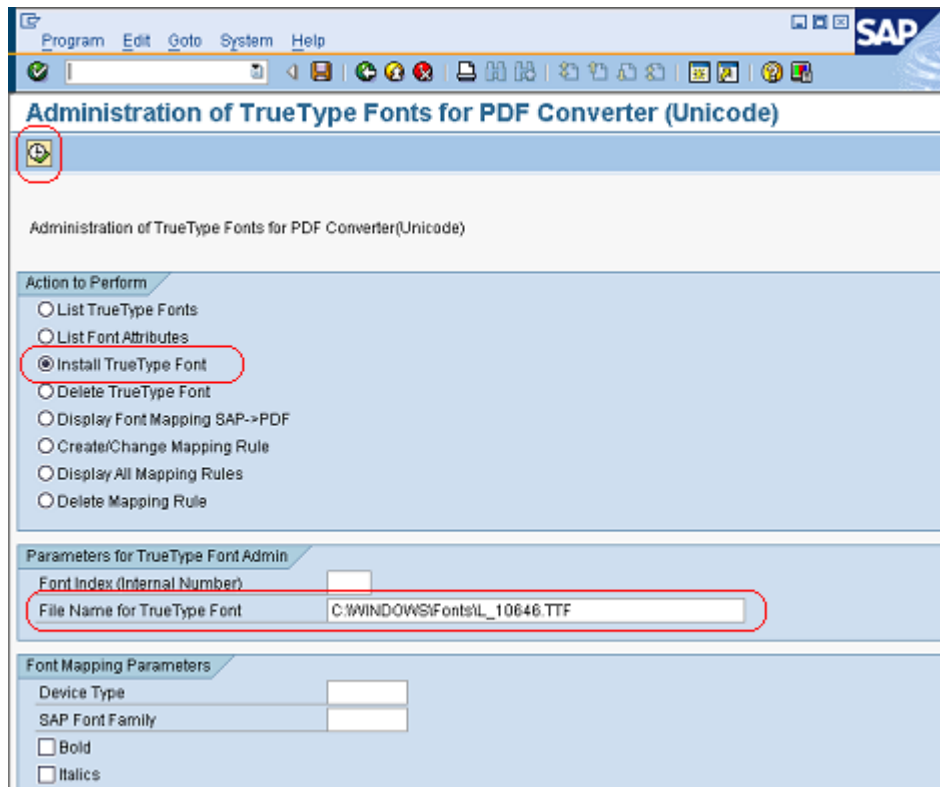 Program Edit Goto System Help
SAP
Administration of TrueType Fonts for PDF Converter (Unicode)
Administration of TrueType Fonts for PDF Converter(Unicode)
Action to Perform
List TrueType Fonts
List Font Attributes
Install TrueType Font
Delete TrueType Font
Display Font Mapping SAP->PDF
Create/Change Mapping Rule
Display All Mapping Rules
Delete Mapping Rule
Parameters for TrueType Font Admin
Font Index (Internal Number)
File Name for TrueType Font C:\WINDOWS\Fonts\L_10646.TTF
Font Mapping Parameters
Device Type
SAP Font Family
Bold
Italics